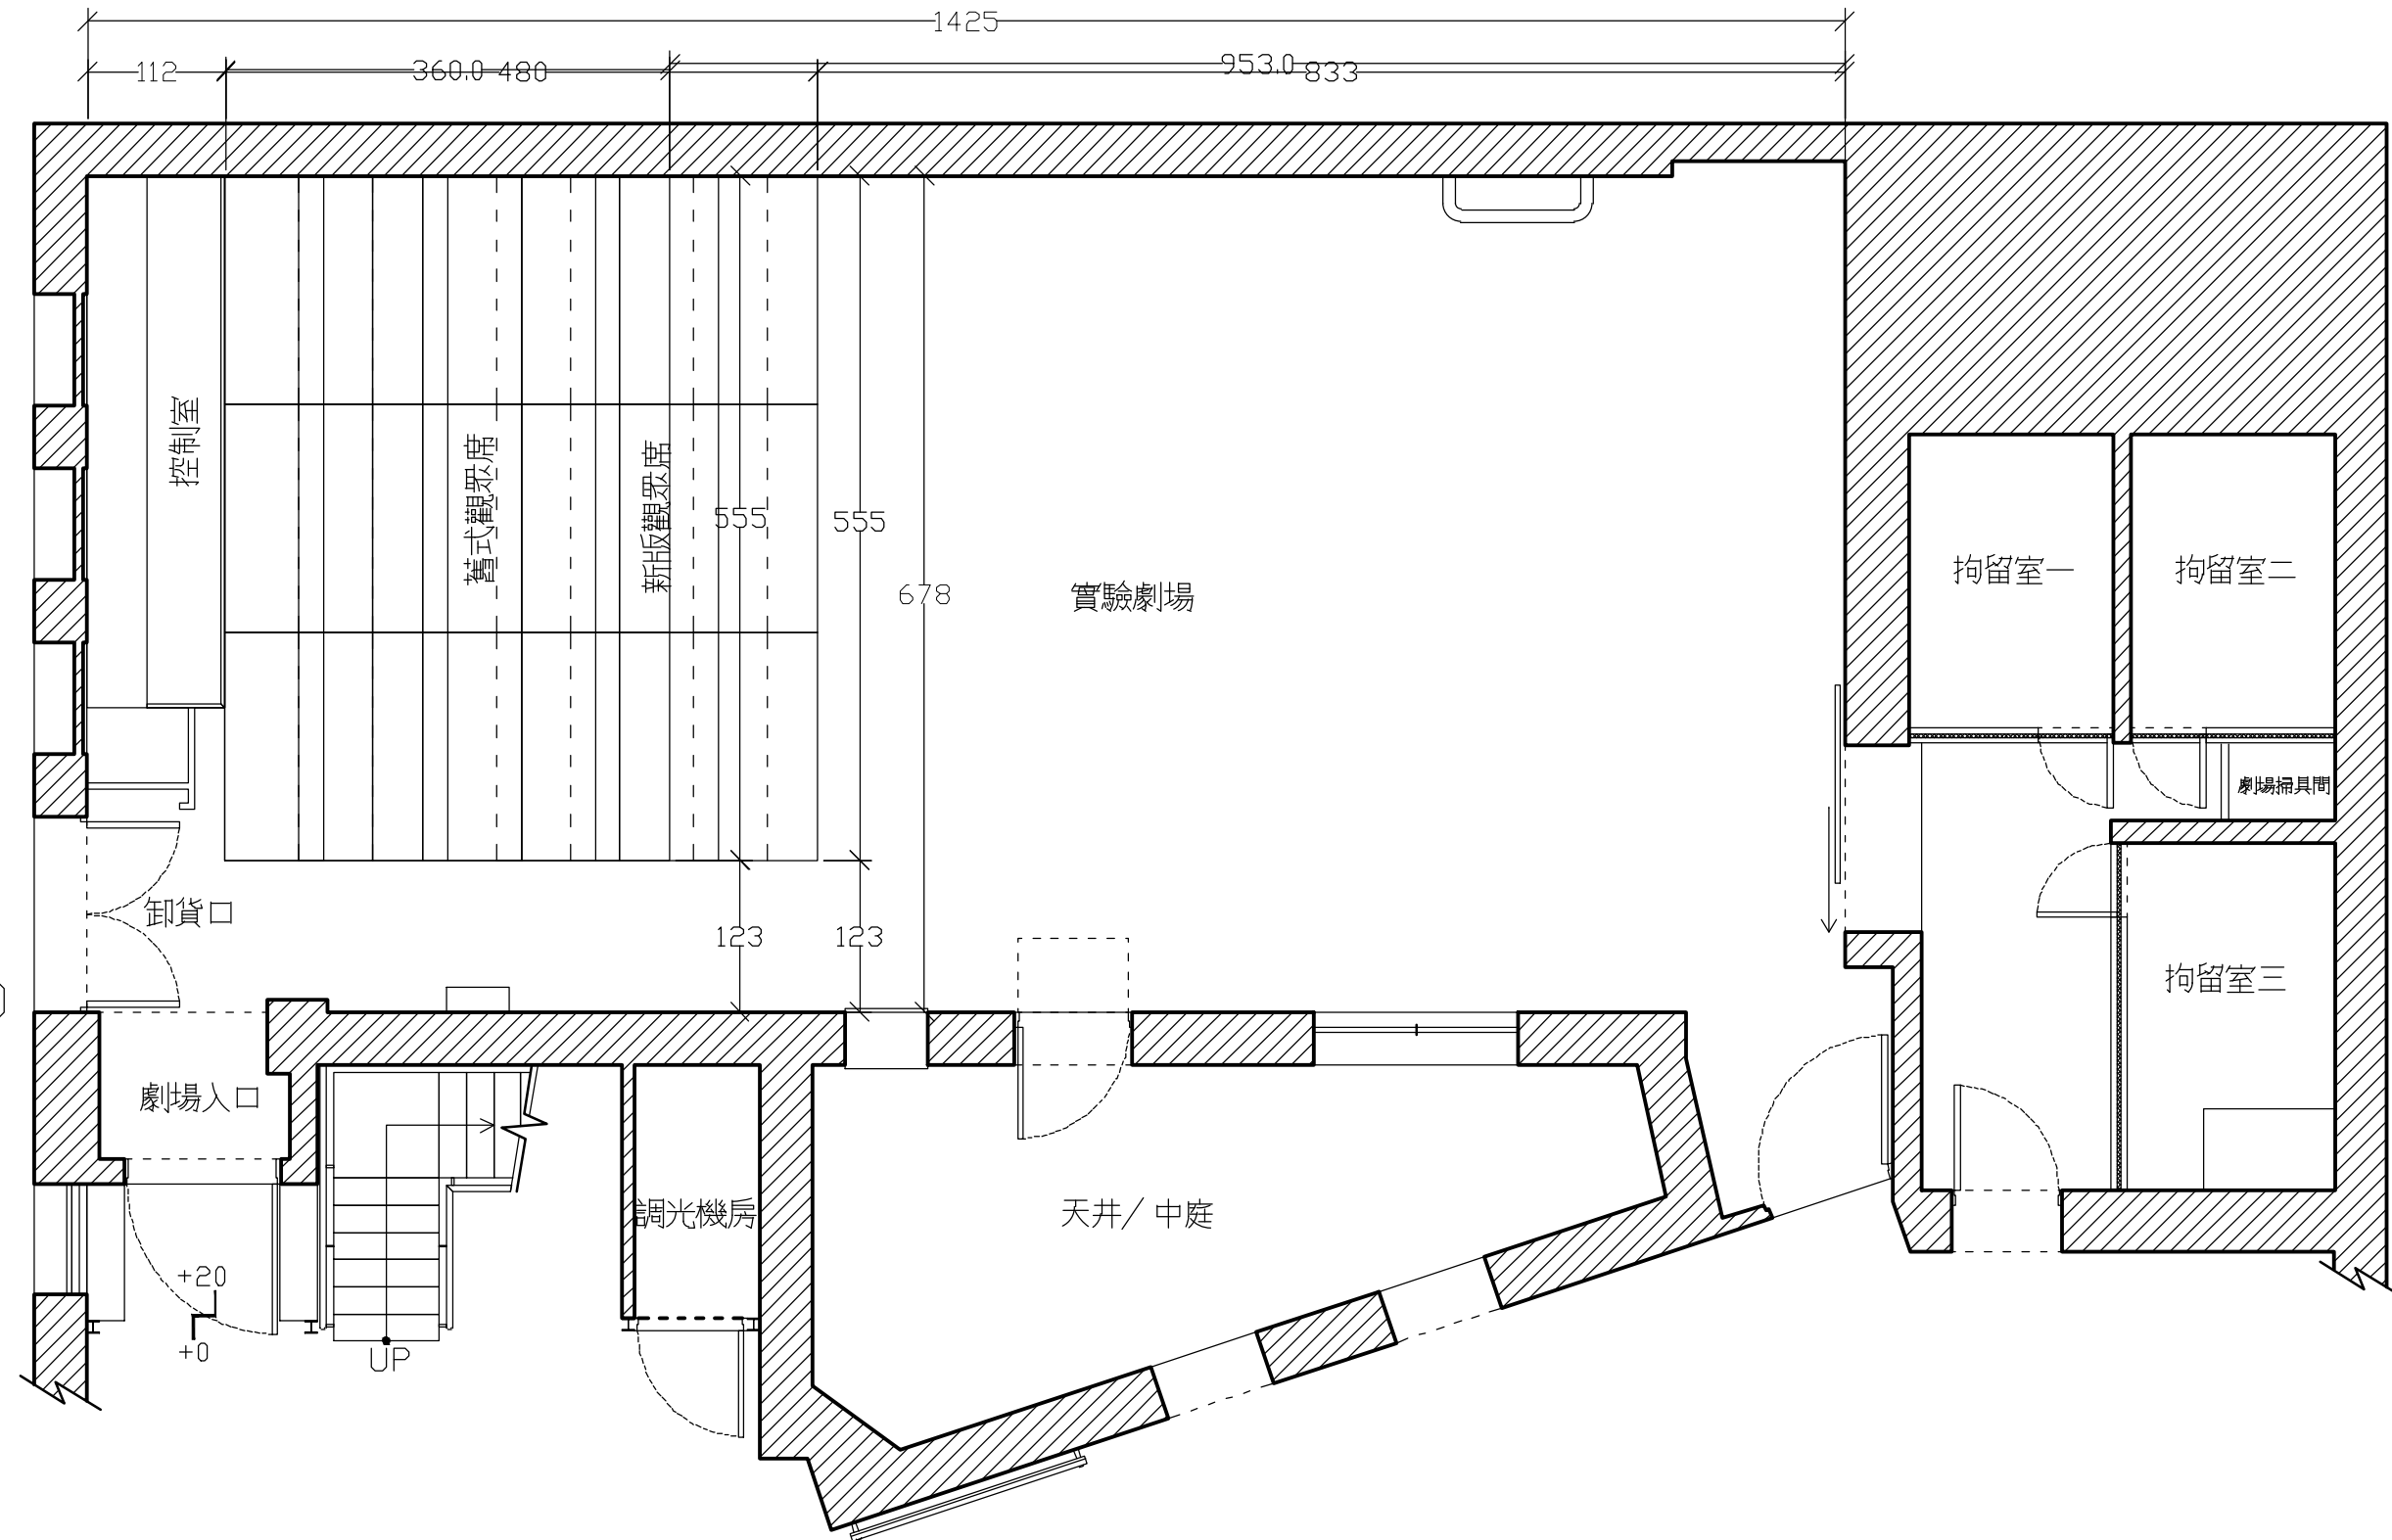 1425
112
360.0
480
953.0
833
控制室
舊式觀眾席
新版觀眾席
555
555
678
實驗劇場
拘留室一
拘留室二
劇場掃具間
卸貨口
123
123
拘留室三
劇場入口
調光機房
天井/中庭
+20
+0
UP